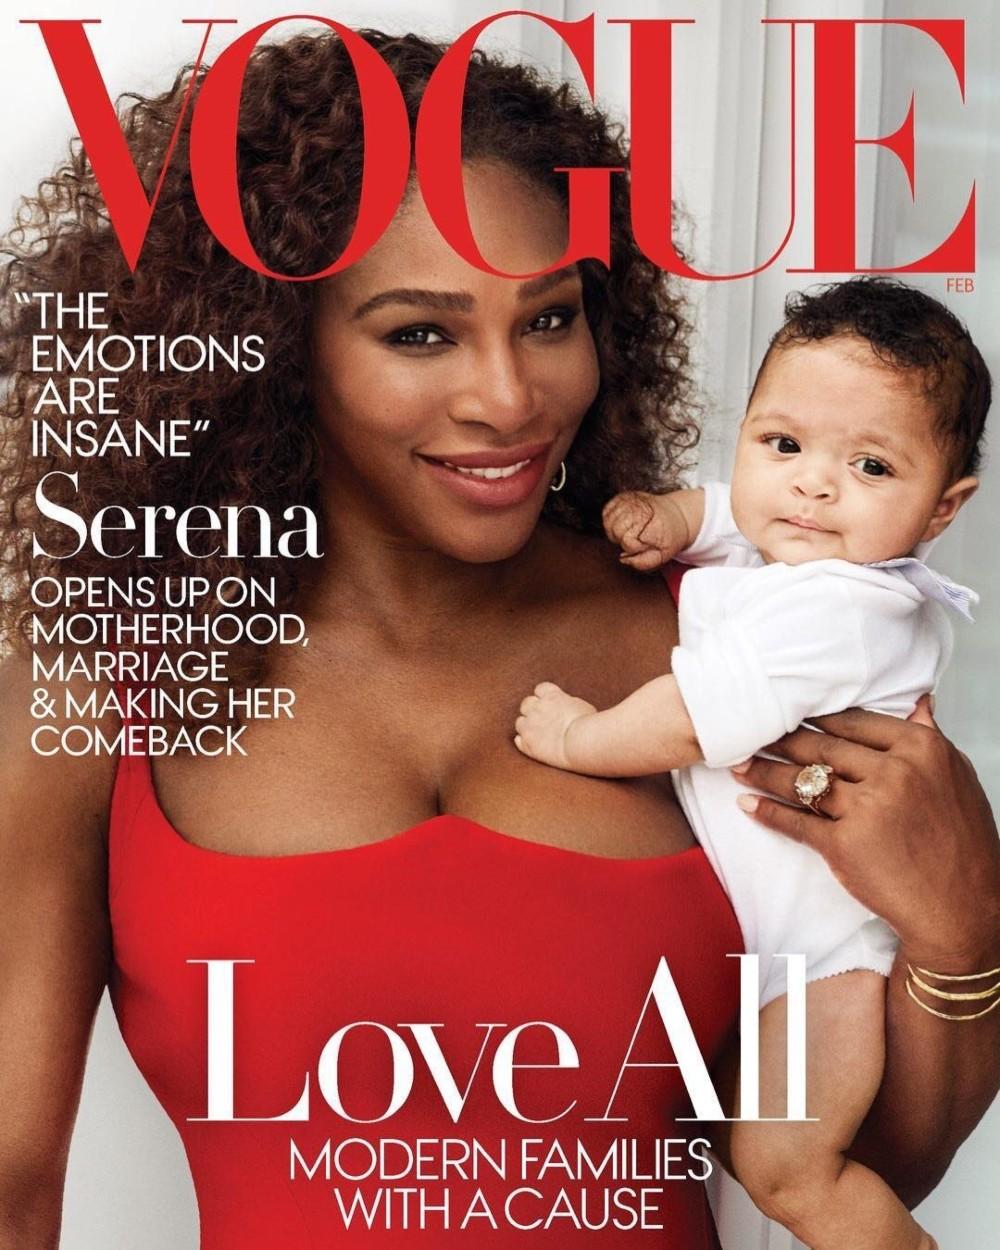 VOGUE
FEB
“THE
EMOTIONS
ARE
INSANE”
Serena
OPENS UP ON
MOTHERHOOD,
MARRIAGE
& MAKING HER
COMEBACK
Love All
MODERN FAMILIES
WITH A CAUSE